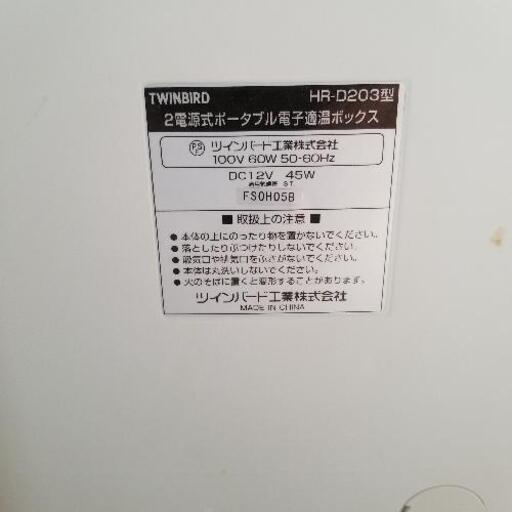 TWINBIRD HR-D203型
2電源式ポータブル電子適温ボックス
PS E ツインバード工業株式会社
100V 60W 50-60Hz
DC12V 45W
FS0H05B
■ 取扱上の注意 ■
● 本体の上にのったり物を置かないでください。
● 落としたりぶつけたりしないでください。
● 吸気口や排気口をふさがないでください。
● 本体は丸洗いしないでください。
● 火のそばに置くと変形することがあります。
ツインバード工業株式会社
MADE IN CHINA